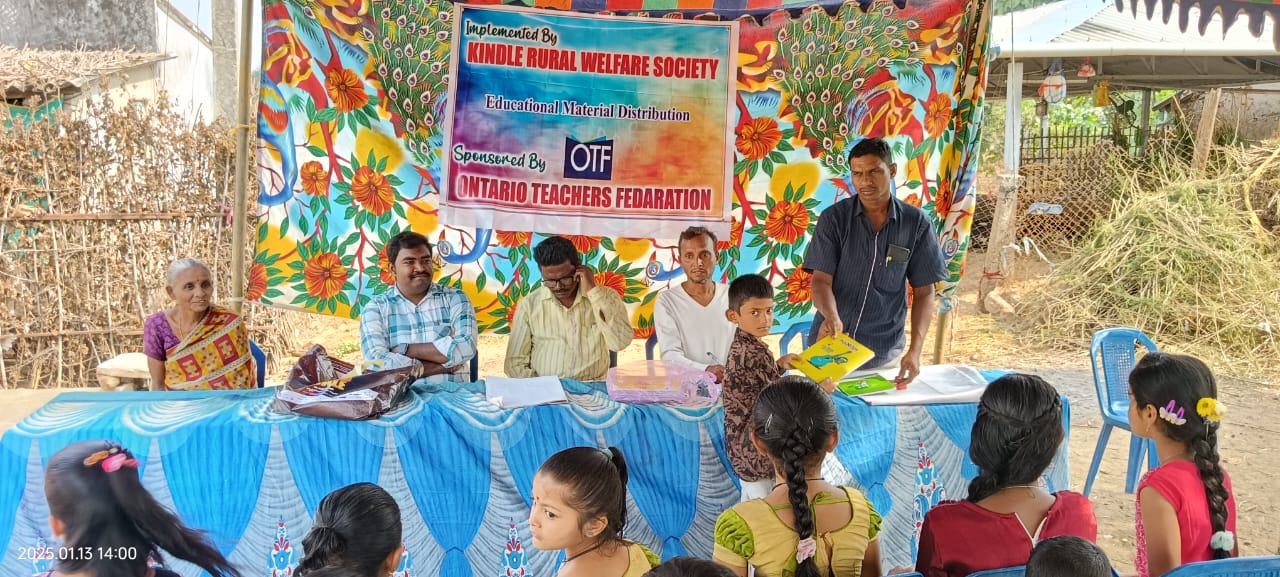 Implemented By
KINDLE RURAL WELFARE SOCIETY
Educational Material Distribution
Sponsored By
OTF
ONTARIO TEACHERS FEDARATION
2025.01.13 14:00